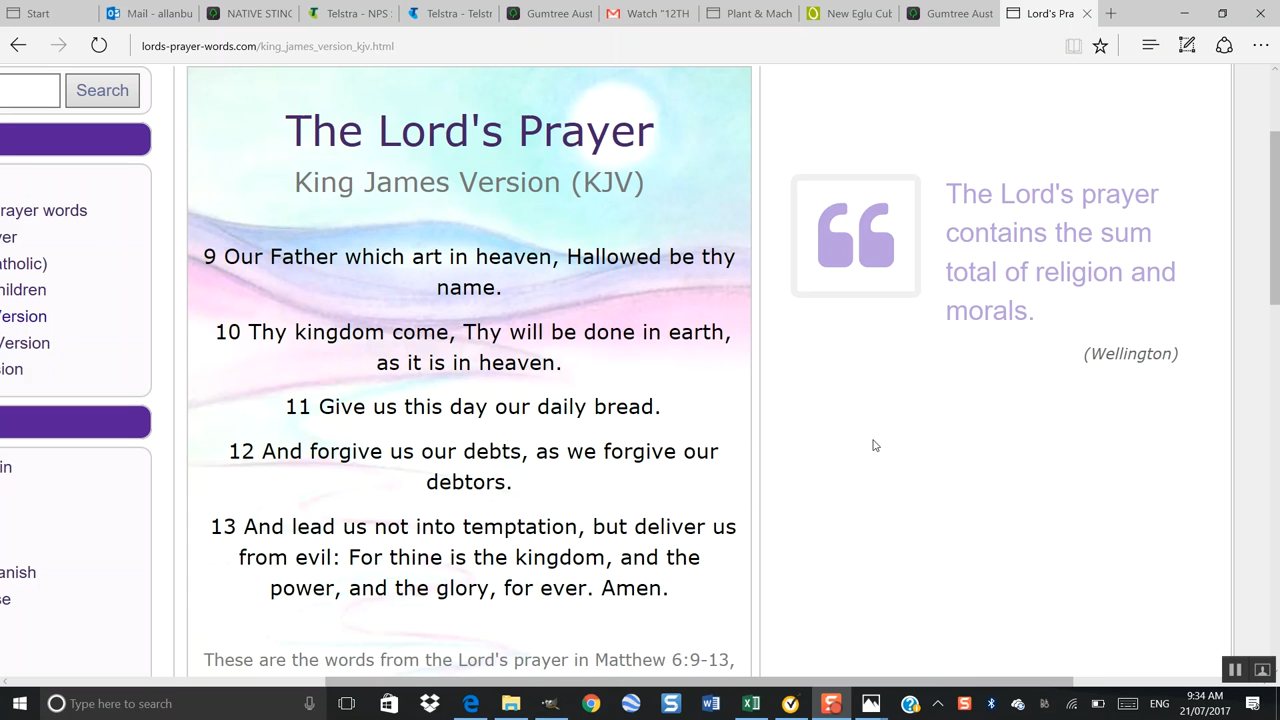 Start
Mail - allanbu
NATIVE STING
Telstra - NPS
Telstra - Telstr
Gumtree Aust
Watch "12TH
Plant & Mach
New Eglu Cub
Gumtree Aust
Lord's Pra
lords-prayer-words.com/king_james_version_kjv.html
Search
rayer words
ver
atholic)
hildren
Version
Version
sion
in
anish
se
The Lord's Prayer
King James Version (KJV)
9 Our Father which art in heaven, Hallowed be thy
name.
10 Thy kingdom come, Thy will be done in earth,
as it is in heaven.
11 Give us this day our daily bread.
12 And forgive us our debts, as we forgive our
debtors.
13 And lead us not into temptation, but deliver us
from evil: For thine is the kingdom, and the
power, and the glory, for ever. Amen.
These are the words from the Lord's prayer in Matthew 6:9-13,
The Lord's prayer
contains the sum
total of religion and
morals.
(Wellington)
Type here to search
ENG
9:34 AM
21/07/2017